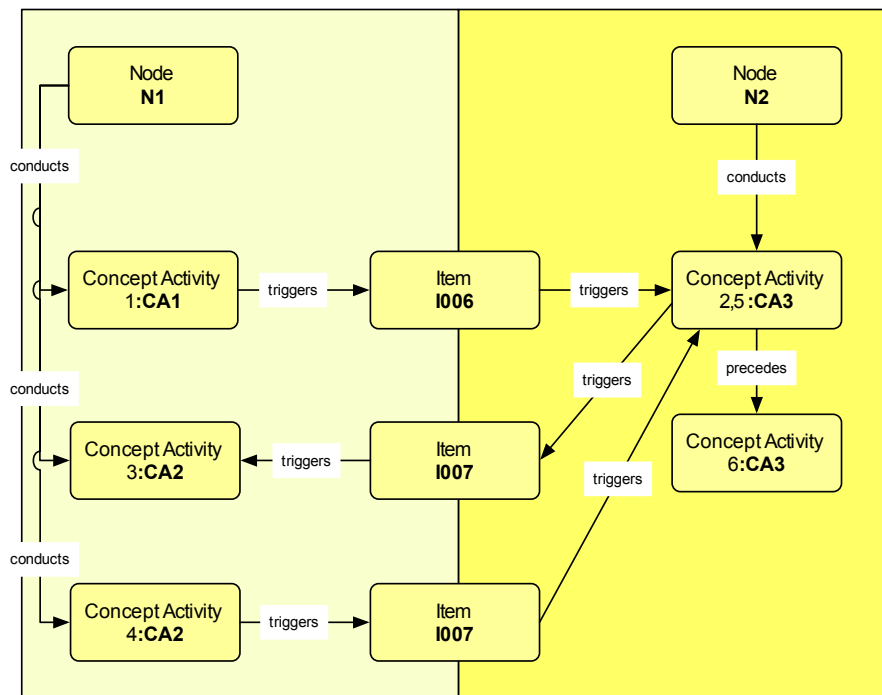 Node
N1
Node
N2
conducts
conducts
Concept Activity
1:CA1
triggers
Item
I006
triggers
Concept Activity
2,5 :CA3
triggers
precedes
conducts
Concept Activity
3:CA2
triggers
Item
I007
triggers
Concept Activity
6:CA3
conducts
Concept Activity
4:CA2
triggers
Item
I007